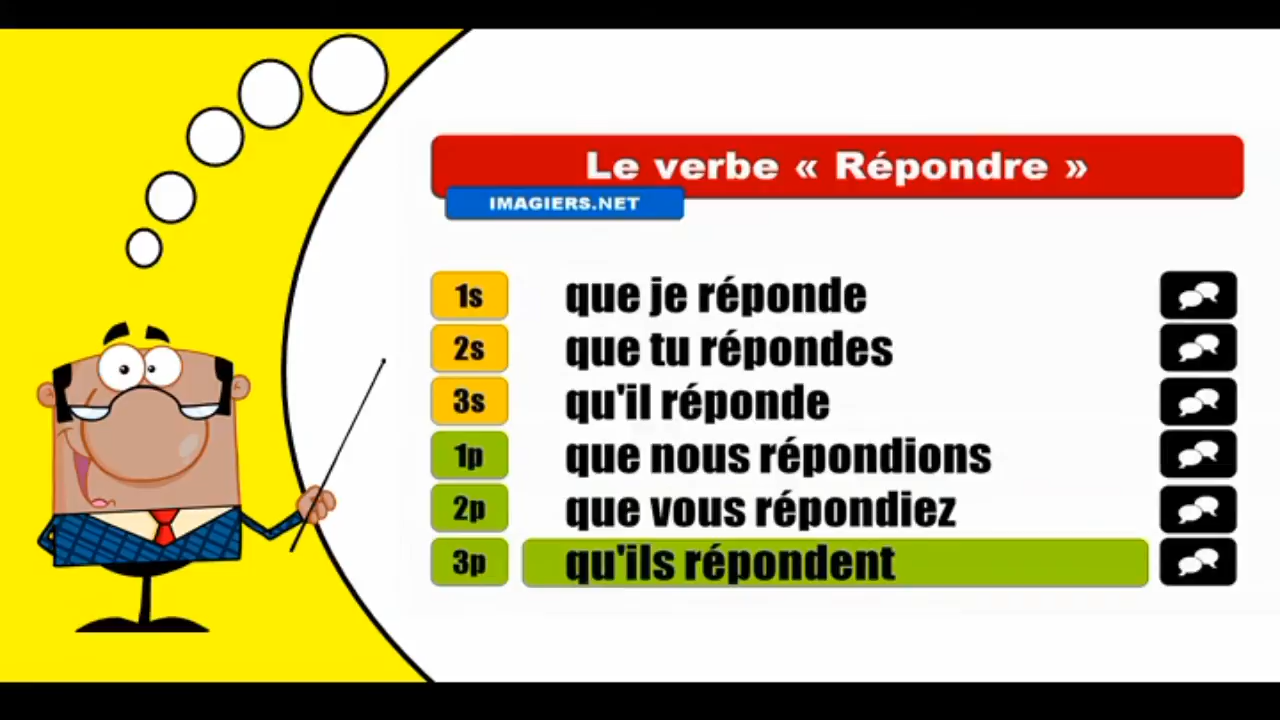 Le verbe « Répondre »
IMAGIERS.NET
1s que je réponde
2s que tu répondes
3s qu'il réponde
1p que nous répondions
2p que vous répondiez
3p qu'ils répondent